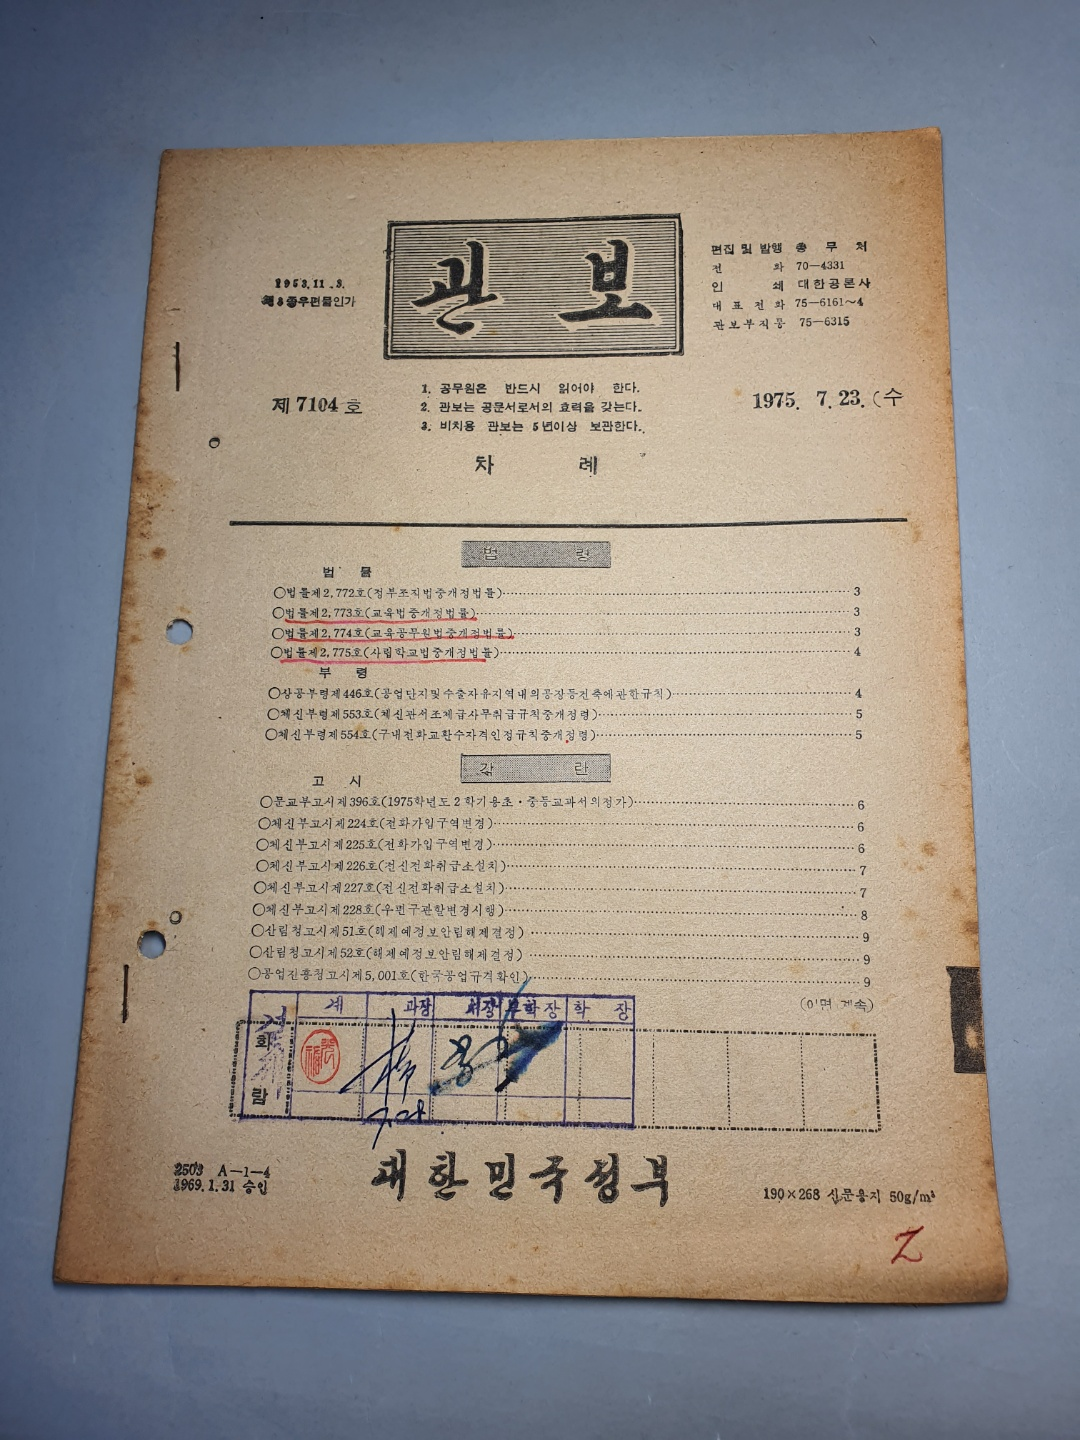 관보
1953.11.3.
제3종우편물인가
편집 및 발행 총무처
전 화 70—4331
인 쇄 대한공론사
대표전화 75—6161~4
관보부직통 75—6315
제 7104 호
1. 공무원은 반드시 읽어야 한다.
2. 관보는 공문서로서의 효력을 갖는다.
3. 비치용 관보는 5년이상 보관한다.
1975. 7. 23. (수
차 례
법 령
법 률
○법률제2,772호(정부조직법중개정법률) 3
○법률제2,773호(교육법중개정법률) 3
○법률제2,774호(교육공무원법중개정법률) 3
○법률제2,775호(사립학교법중개정법률) 4
부 령
○상공부령제446호(공업단지및수출자유지역내의공장등건축에관한규칙) 4
○체신부령제553호(체신관서조체급사무취급규칙중개정령) 5
○체신부령제554호(구내전화교환수자격인정규칙중개정령) 5
갂 란
고 시
○문교부고시제396호(1975학년도2학기용초·중등교과서의정가) 6
○체신부고시제224호(전화가입구역변경) 6
○체신부고시제225호(전화가입구역변경) 6
○체신부고시제226호(전신전화취급소설치) 7
○체신부고시제227호(전신전화취급소설치) 7
○체신부고시제228호(우편구관할변경시행) 8
○산림청고시제51호(해제예정보안림해제결정) 9
○산림청고시제52호(해제예정보안림해제결정) 9
○공업진흥청고시제5,001호(한국공업규격확인) 9
(이면 계속)
계 과장 서장 학장 학 장
람
대한민국정부
2503 A—1—4
1969.1.31 승인
190×268 신문용지 50g/m²
Z